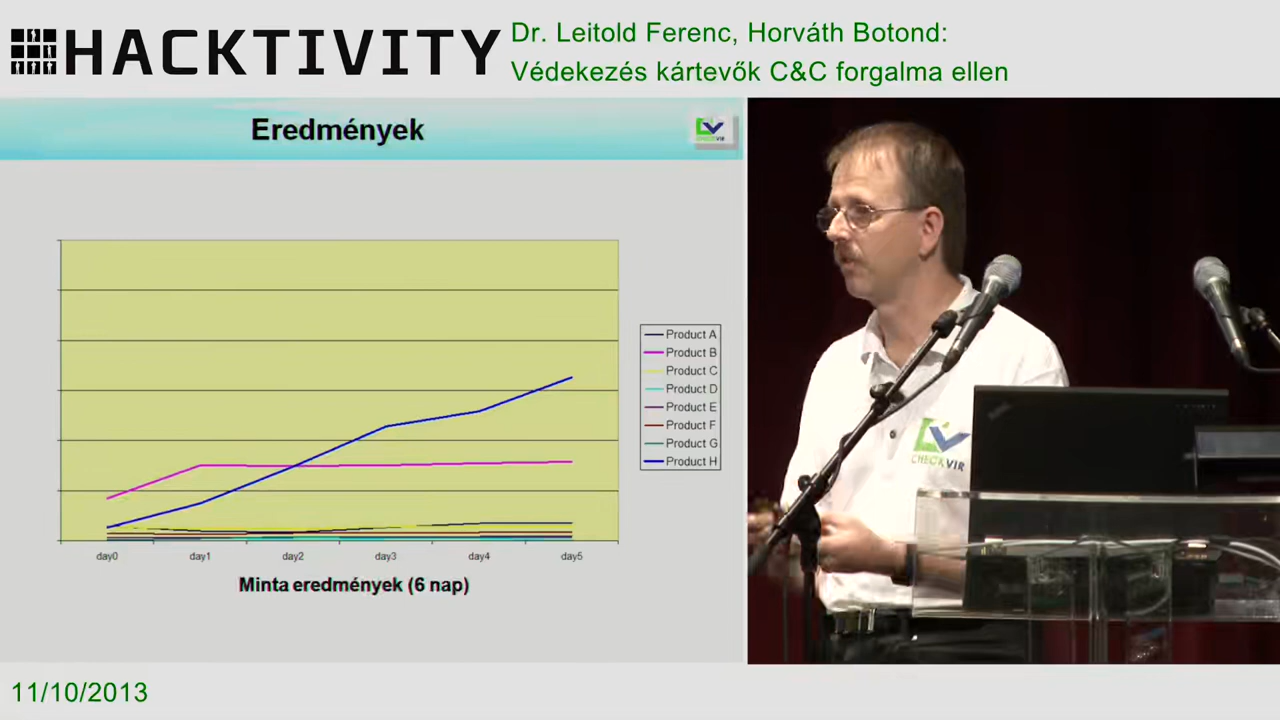 HACKTIVITY
Dr. Leitold Ferenc, Horváth Botond:
Védekezés kártevők C&C forgalma ellen
Eredmények
Product A
Product B
Product C
Product D
Product E
Product F
Product G
Product H
day0 day1 day2 day3 day4 day5
Minta eredmények (6 nap)
CHECKVIR
11/10/2013